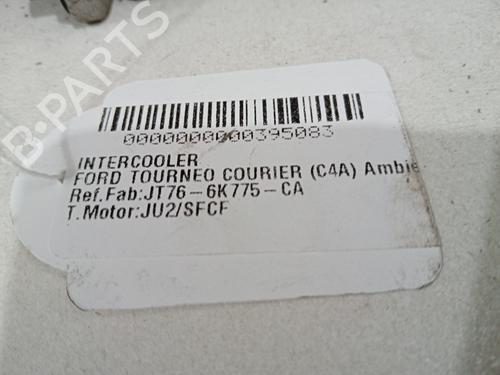 B-PARTS
0000000000395083
INTERCOOLER
FORD TOURNEO COURIER (C4A) Ambie
Ref.Fab:JT76-6K775-CA
T.Motor:JU2/SFCF